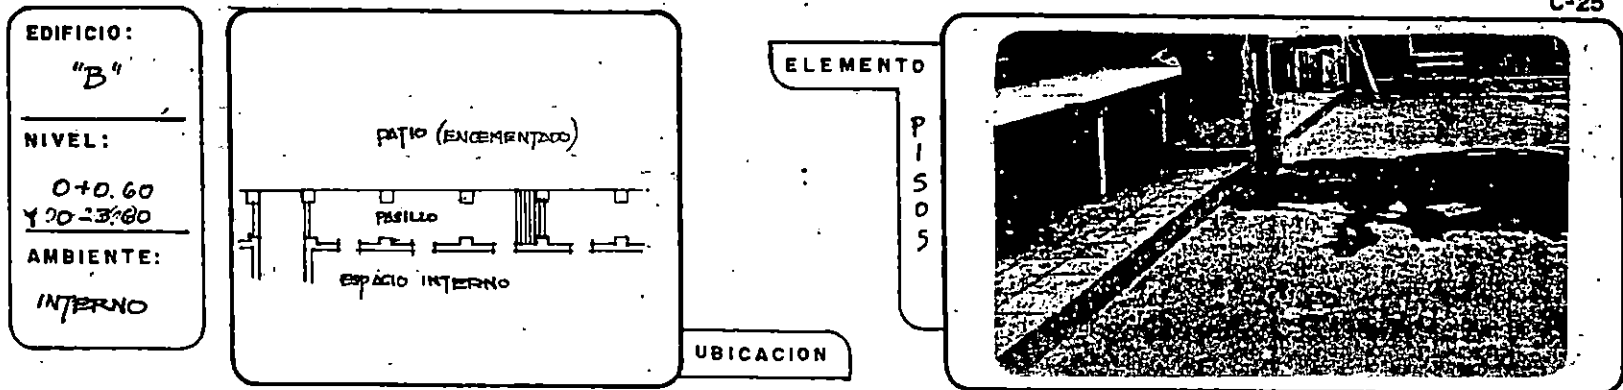 C-25
EDIFICIO:
"B"
NIVEL:
0+0.60
AMBIENTE:
INTERNO
PATIO (ENCEMENTADO)
PASILLO
ESPACIO INTERNO
UBICACION
ELEMENTO
PISOS